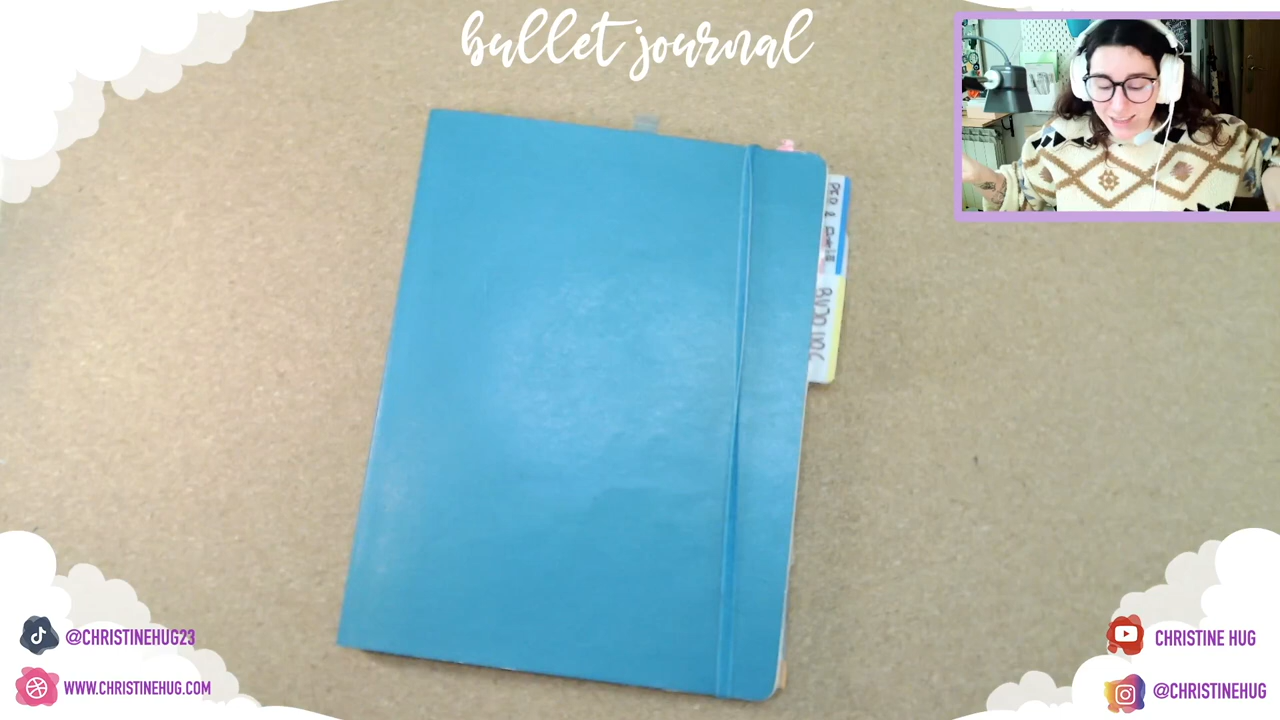 bullet journal
@CHRISTINEHUG23
WWW.CHRISTINEHUG.COM
CHRISTINE HUG
@CHRISTINEHUG